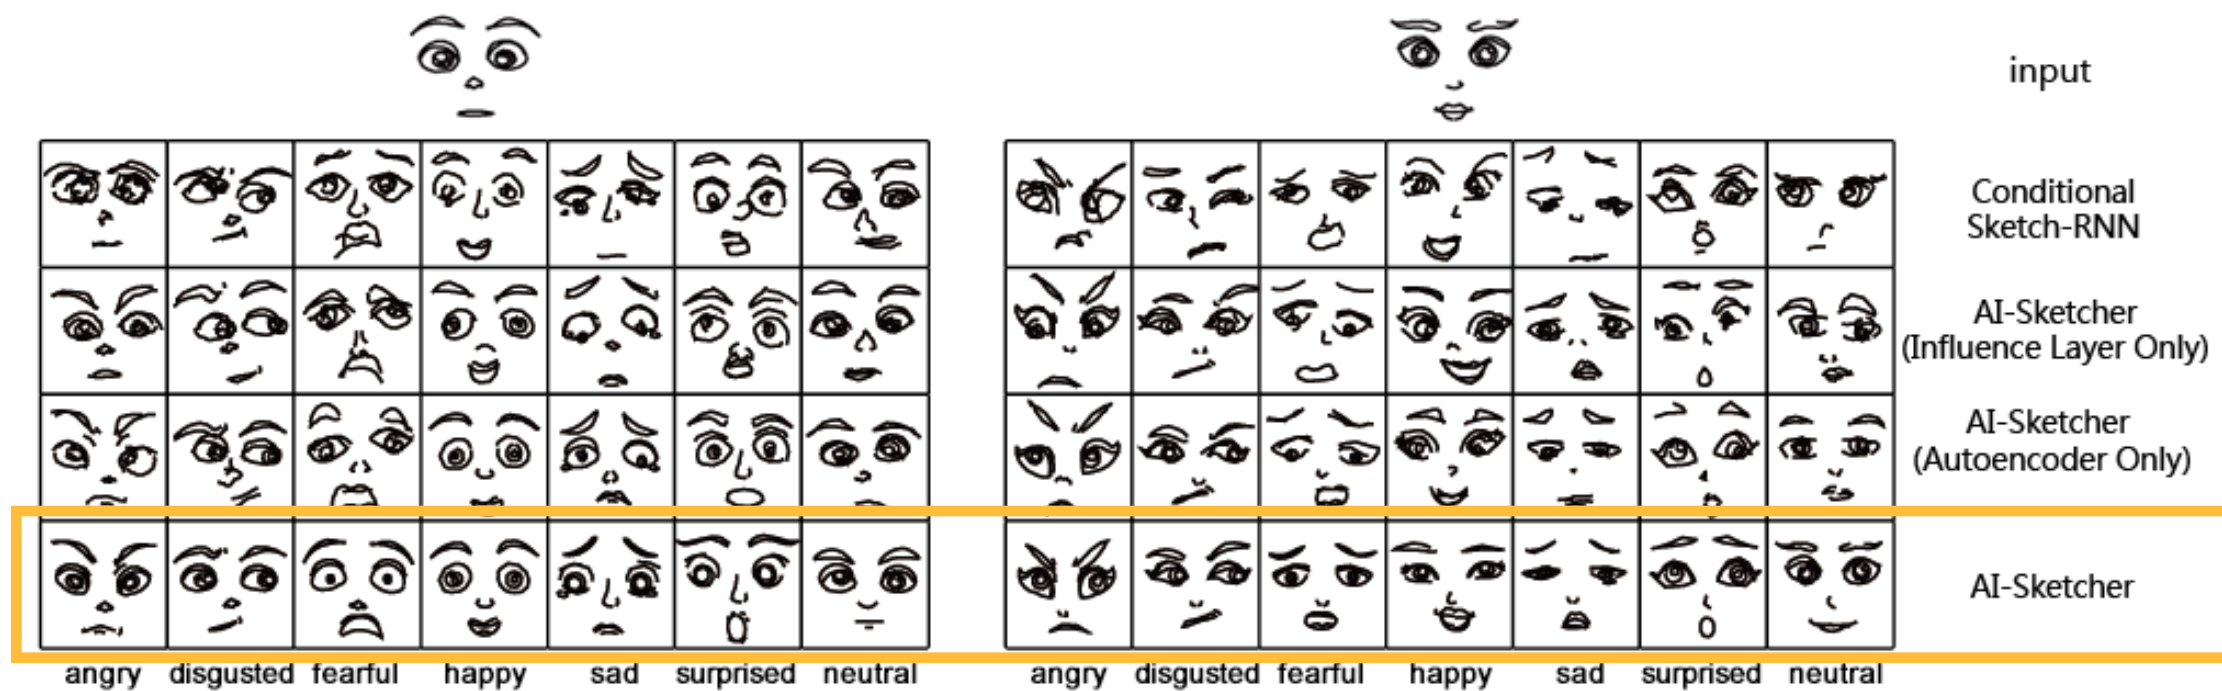 input
Conditional
Sketch-RNN
AI-Sketcher
(Influence Layer Only)
AI-Sketcher
(Autoencoder Only)
AI-Sketcher
angry disgusted fearful happy sad surprised neutral
angry disgusted fearful happy sad surprised neutral